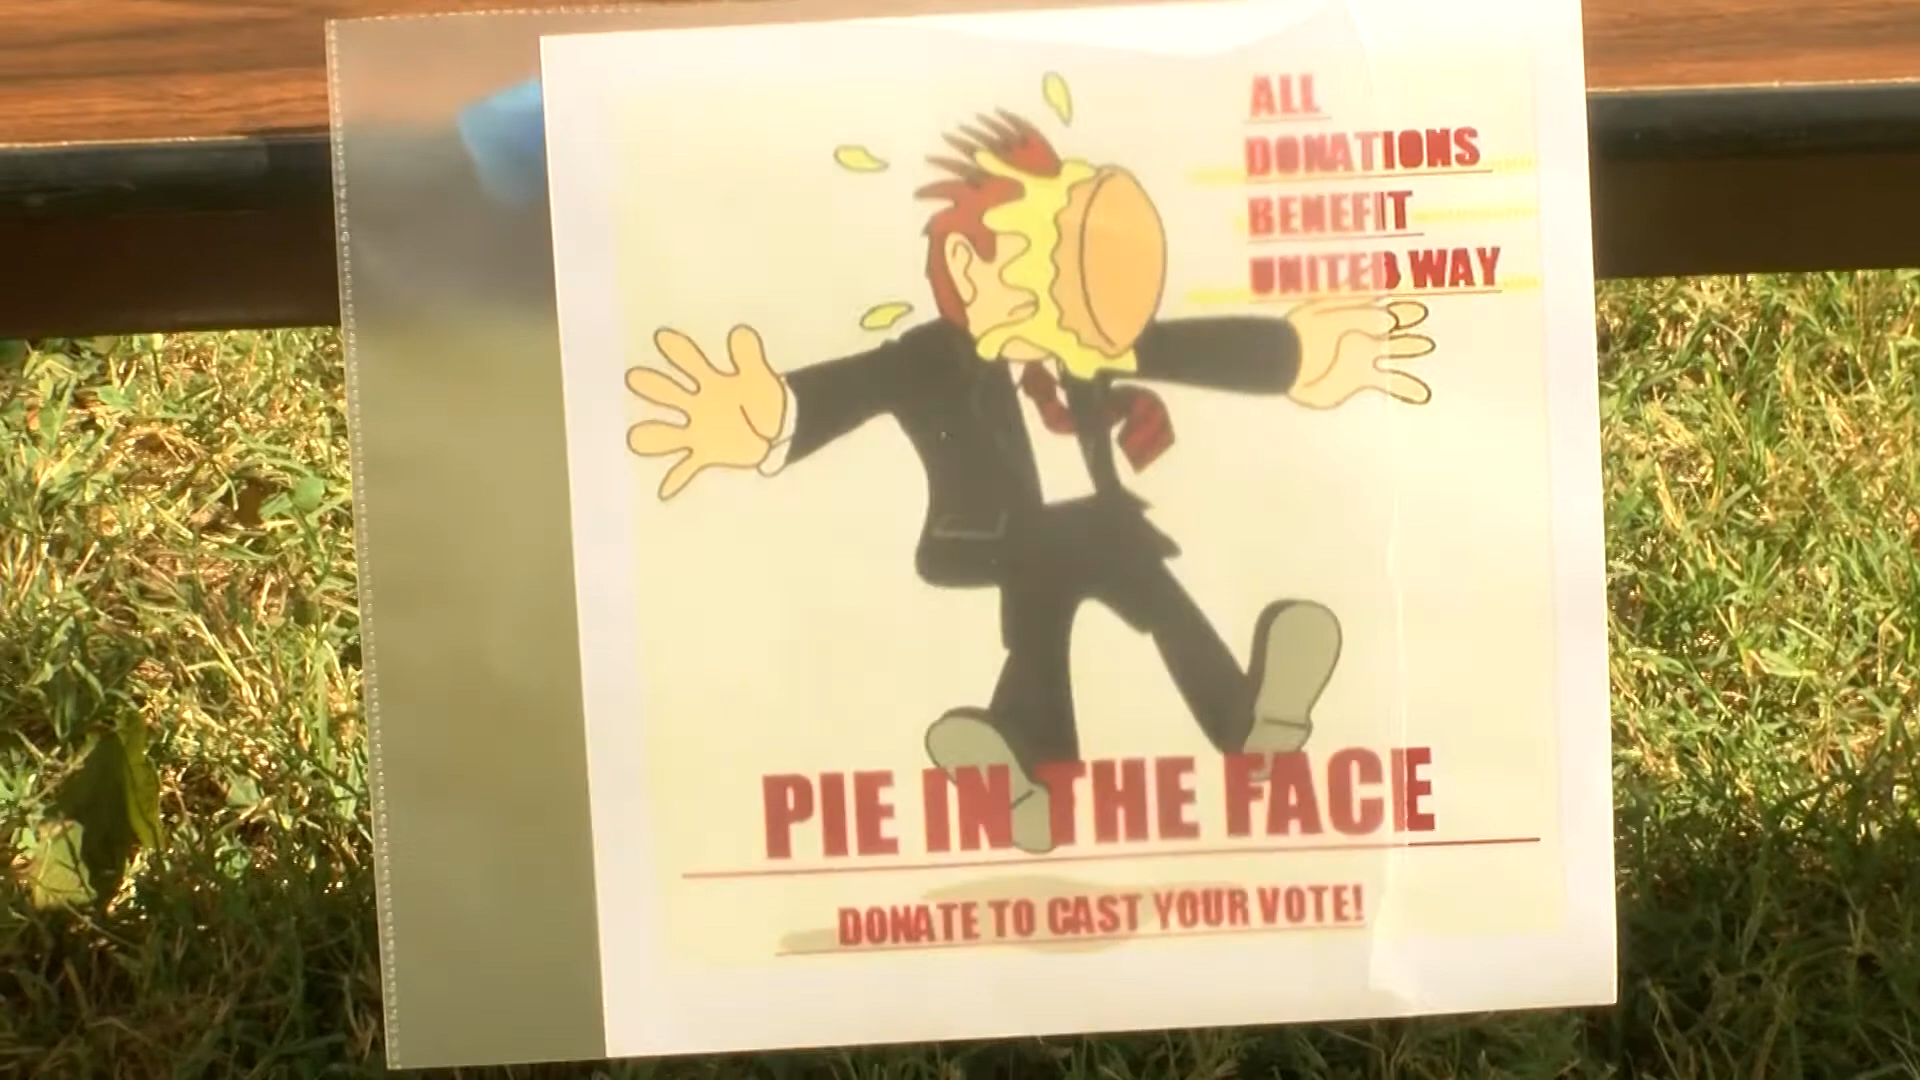 ALL
DONATIONS
BENEFIT
UNITED WAY
PIE IN THE FACE
DONATE TO CAST YOUR VOTE!